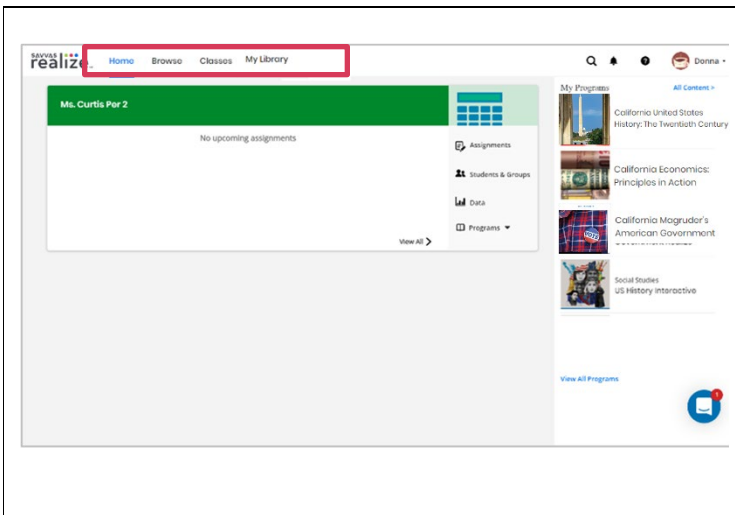 savvas
realize
Home Browse Classes My Library
Donna
Ms. Curtis Per 2
No upcoming assignments
Assignments
Students & Groups
Data
Programs
View All
My Programs
All Content >
California United States
History: The Twentieth Century
California Economics:
Principles in Action
California Magruder's
American Government
Social Studies
US History Interactive
View All Programs
1